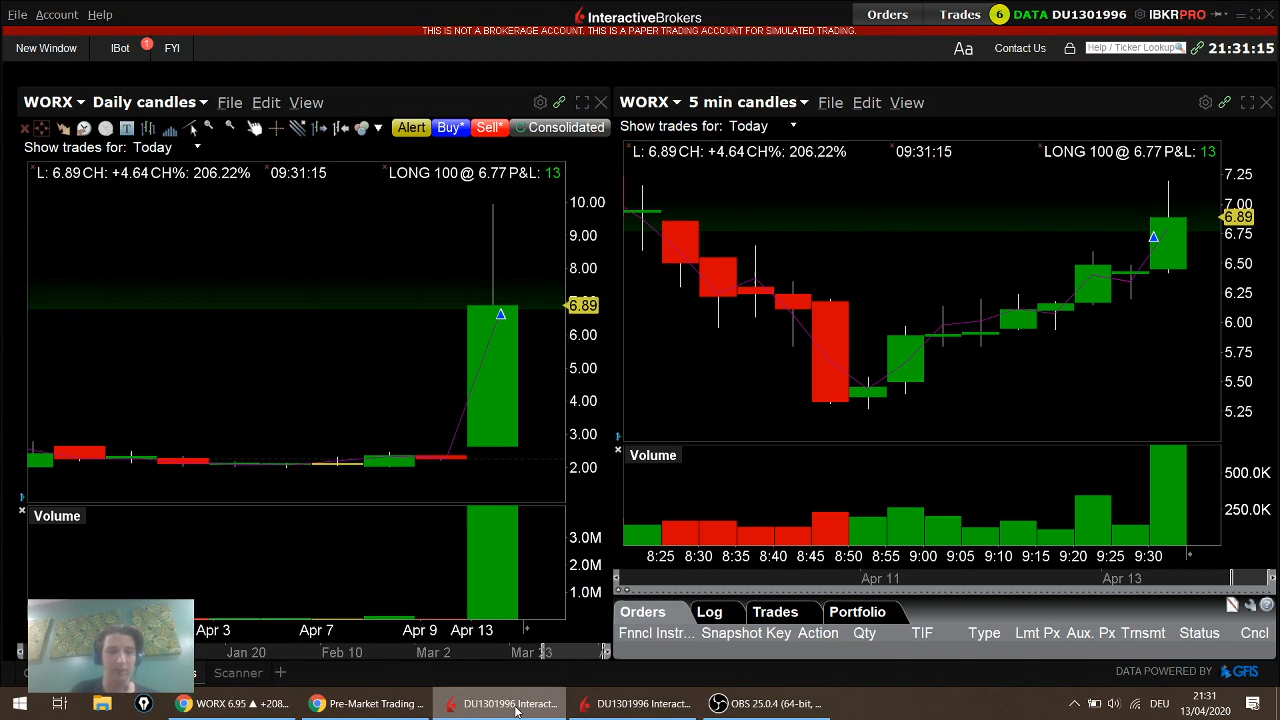 File Account Help
InteractiveBrokers
Orders Trades 6 DATA DU1301996 IBKRPRO
THIS IS NOT A BROKERAGE ACCOUNT. THIS IS A PAPER TRADING ACCOUNT FOR SIMULATED TRADING.
New Window IBot 1 FYI
Aa Contact Us Help / Ticker Lookup 21:31:15
WORX Daily candles File Edit View
Alert Buy* Sell* Consolidated
Show trades for: Today
L: 6.89 CH: +4.64 CH%: 206.22% 09:31:15 LONG 100@ 6.77 P&L: 13
10.00
9.00
8.00
6.89
6.00
5.00
4.00
3.00
2.00
Volume
3.0M
2.0M
1.0M
Apr 3 Apr 7 Apr 9 Apr 13
Jan 20 Feb 10 Mar 2 Mar 23
Scanner
WORX 5 min candles File Edit View
Show trades for: Today
L: 6.89 CH: +4.64 CH%: 206.22% 09:31:15 LONG 100@ 6.77 P&L: 13
7.25
7.00
6.89
6.75
6.50
6.25
6.00
5.75
5.50
5.25
Volume
500.0K
250.0K
8:25 8:30 8:35 8:40 8:45 8:50 8:55 9:00 9:05 9:10 9:15 9:20 9:25 9:30
Apr 11 Apr 13
Orders Log Trades Portfolio
Fnncl Instr... Snapshot Key Action Qty TIF Type Lmt Px Aux. Px Trnsmt Status Cncl
DATA POWERED BY GFIS
WORX 6.95 +208... Pre-Market Trading ... DU1301996 Interact... DU1301996 Interact... OBS 25.0.4 (64-bit, ...
21:31
13/04/2020